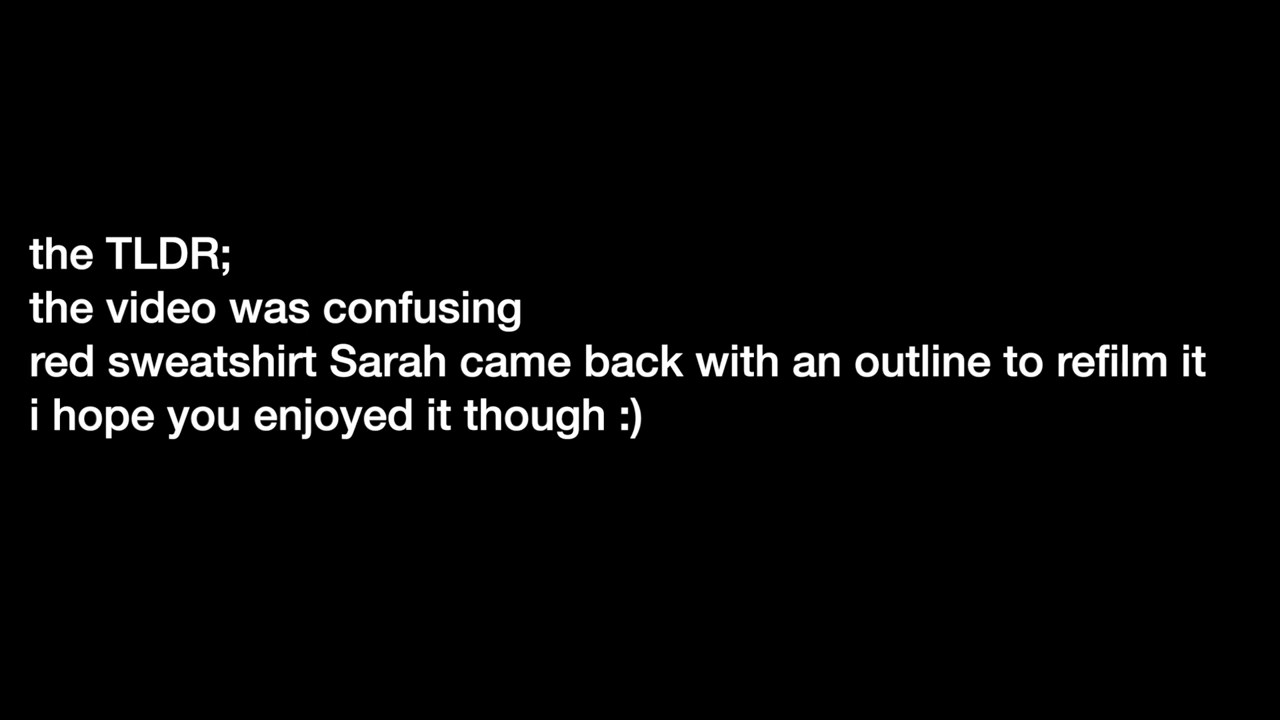 the TLDR;
the video was confusing
red sweatshirt Sarah came back with an outline to refilm it
i hope you enjoyed it though :)